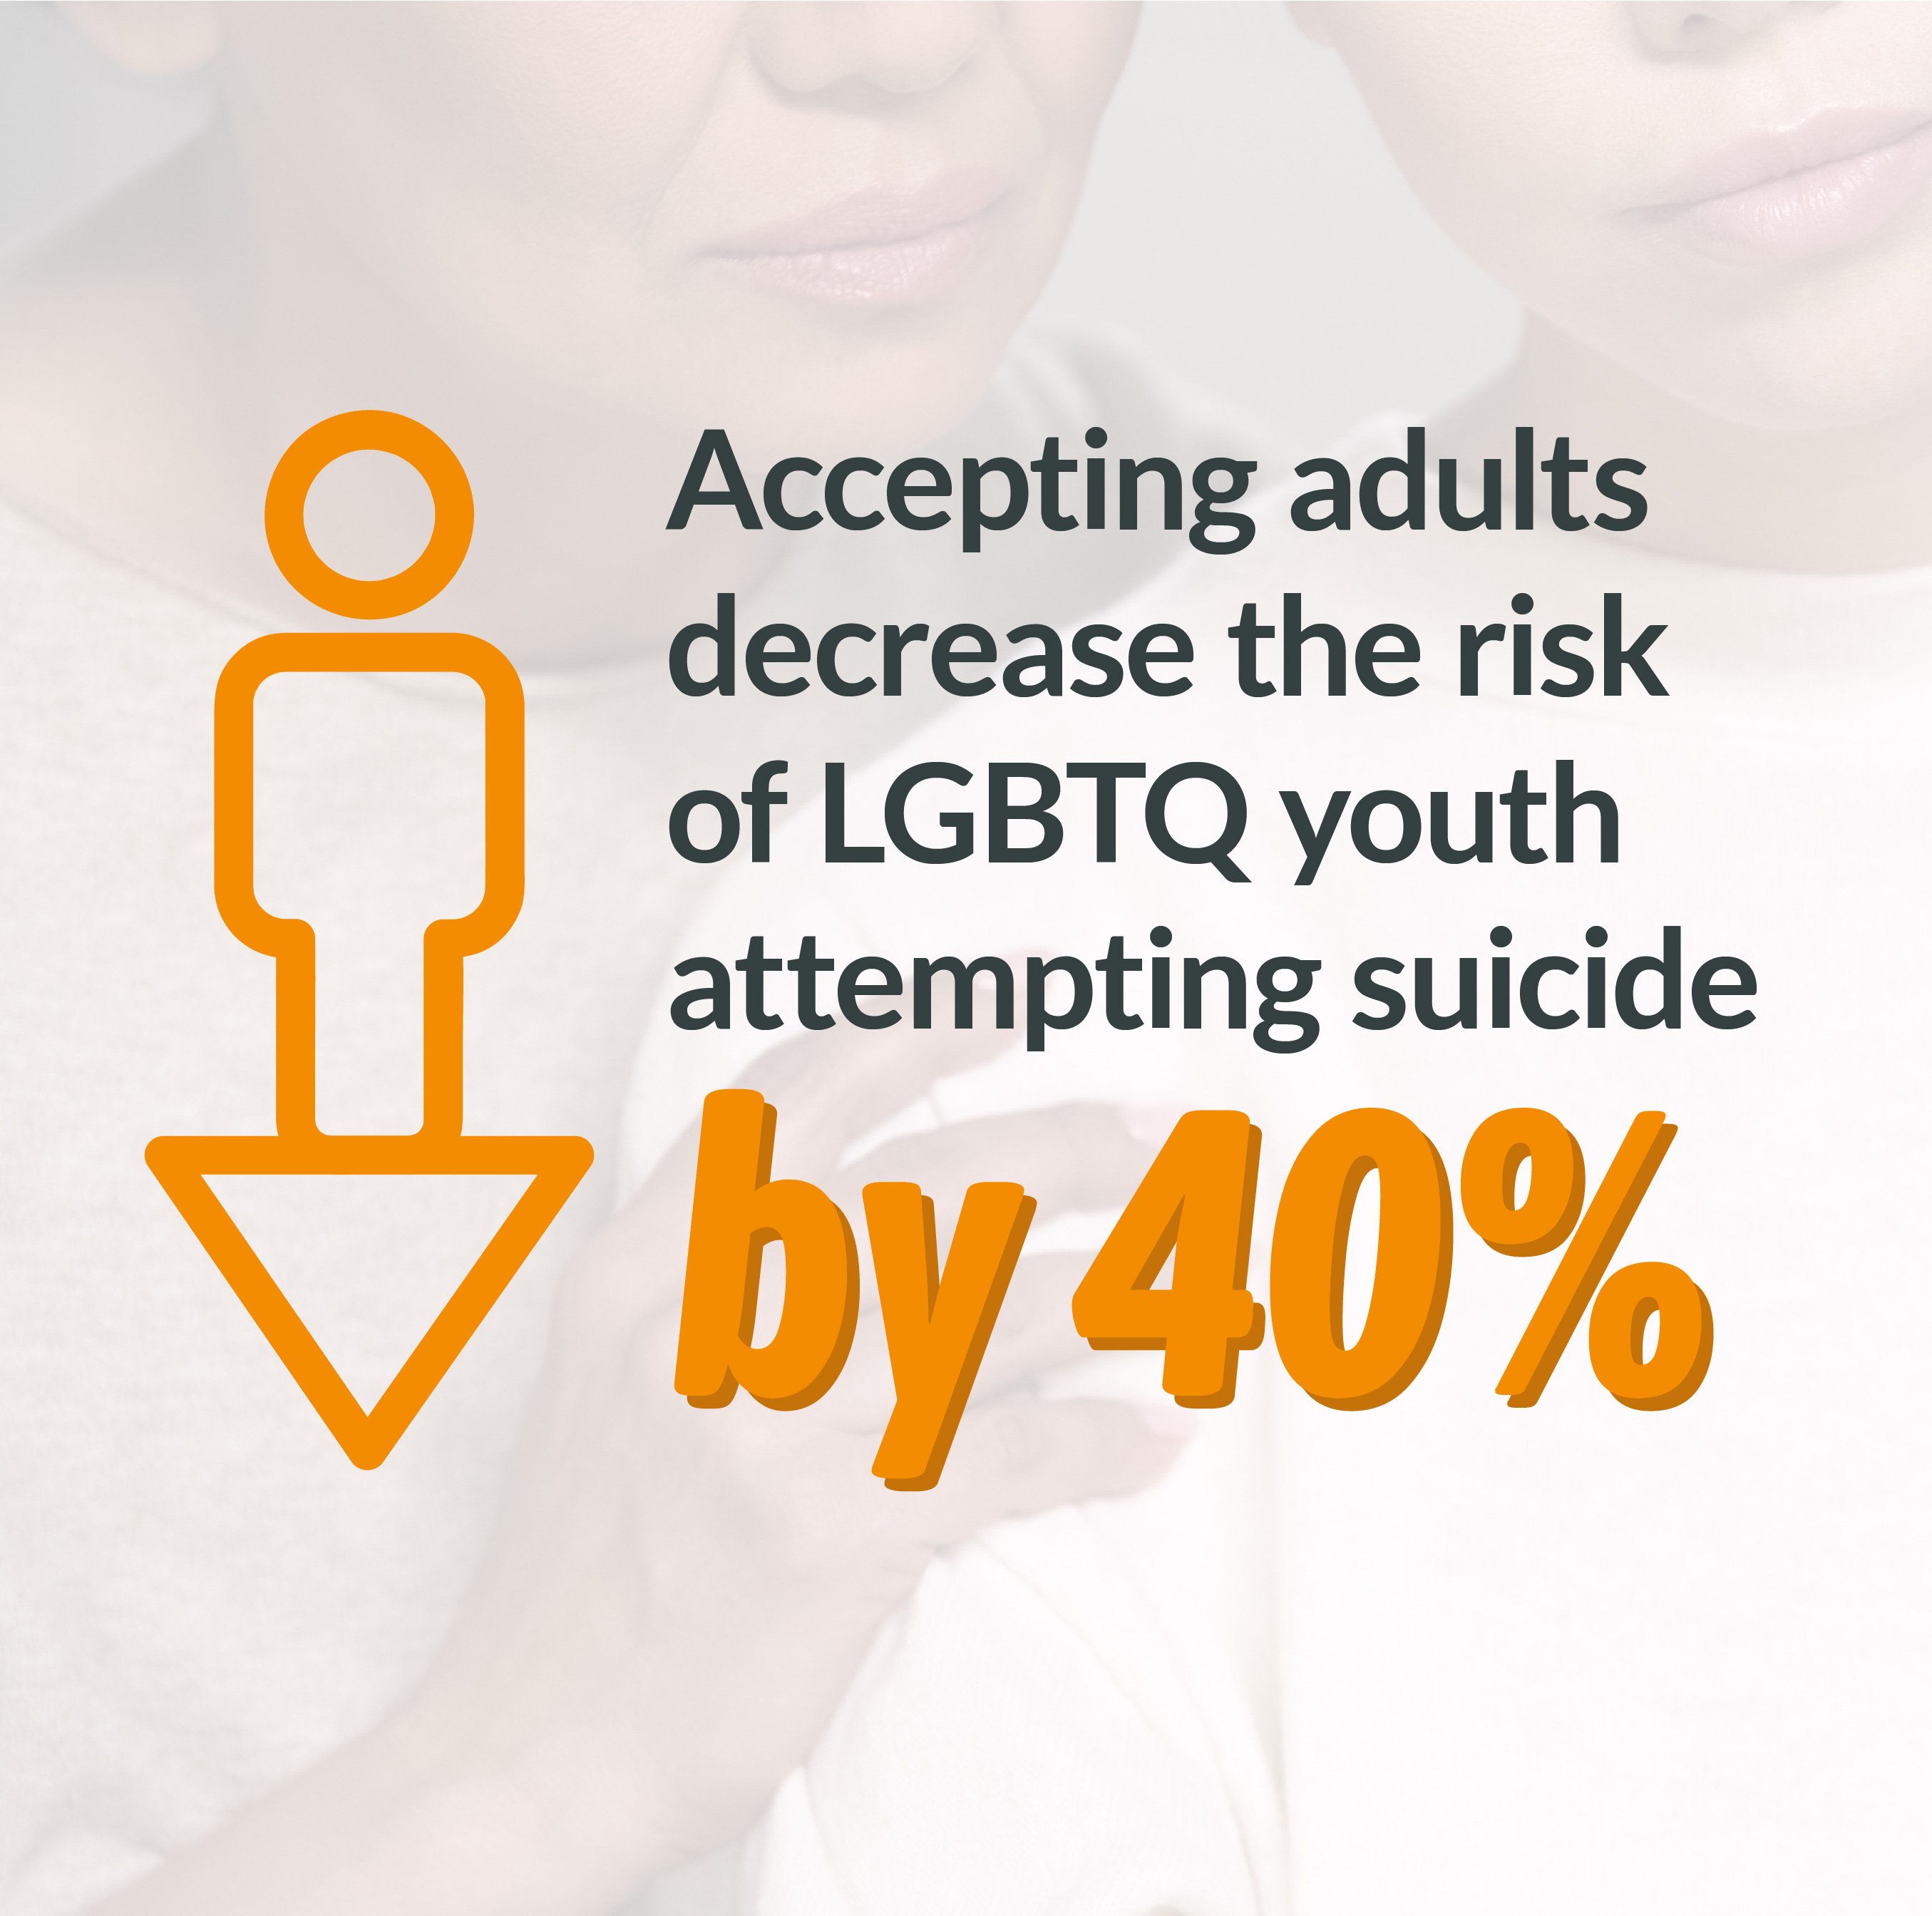 Accepting adults
decrease the risk
of LGBTQ youth
attempting suicide
by 40%